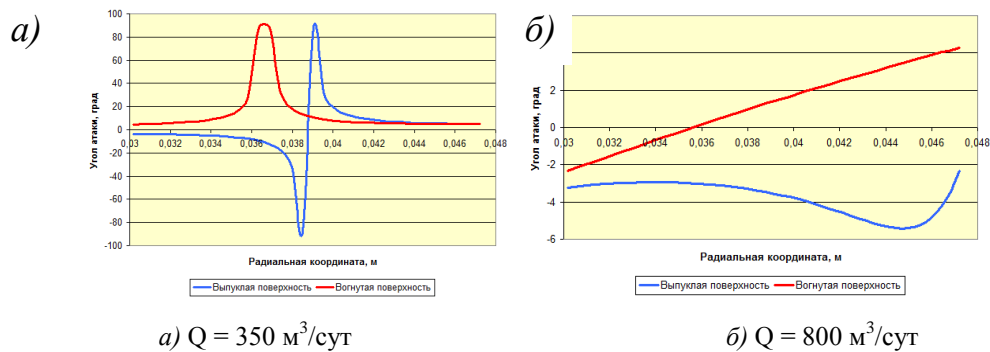 а)
100
80
60
40
20
0
-20
-40
-60
-80
-100
0,03 0,032 0,034 0,036 0,038 0,04 0,042 0,044 0,046 0,048
Угол атаки, град
Радиальная координата, м
Выпуклая поверхность Вогнутая поверхность
б)
2
0
-2
-4
-6
0,03 0,032 0,034 0,036 0,038 0,04 0,042 0,044 0,046 0,048
Угол атаки, град
Радиальная координата, м
Выпуклая поверхность Вогнутая поверхность
а) Q = 350 м³/сут
б) Q = 800 м³/сут